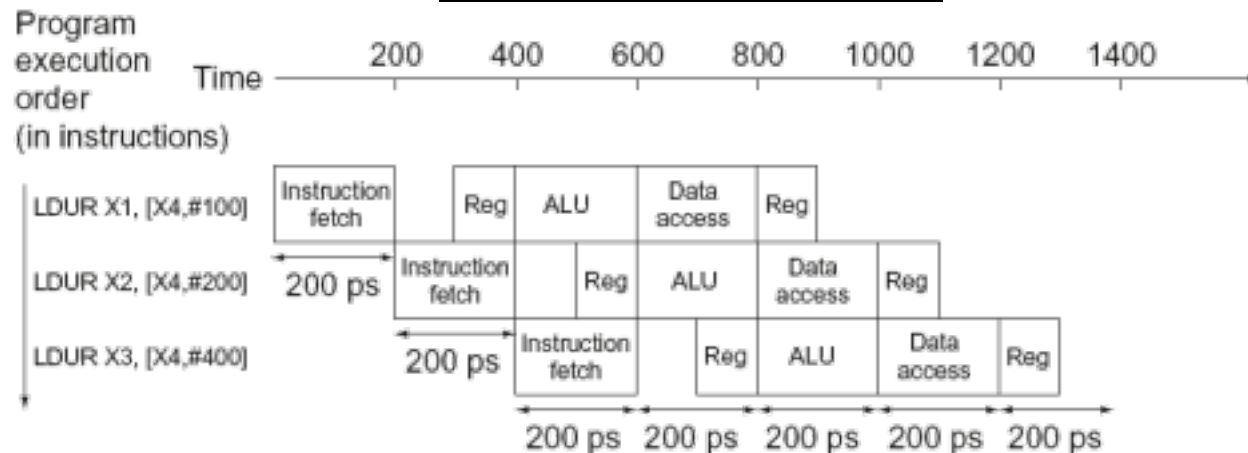 Program
execution
order
(in instructions)
Time
200 400 600 800 1000 1200 1400
LDUR X1, [X4,#100]
Instruction
fetch
Reg
ALU
Data
access
Reg
200 ps
LDUR X2, [X4,#200]
Instruction
fetch
Reg
ALU
Data
access
Reg
200 ps
LDUR X3, [X4,#400]
Instruction
fetch
Reg
ALU
Data
access
Reg
200 ps 200 ps 200 ps 200 ps 200 ps